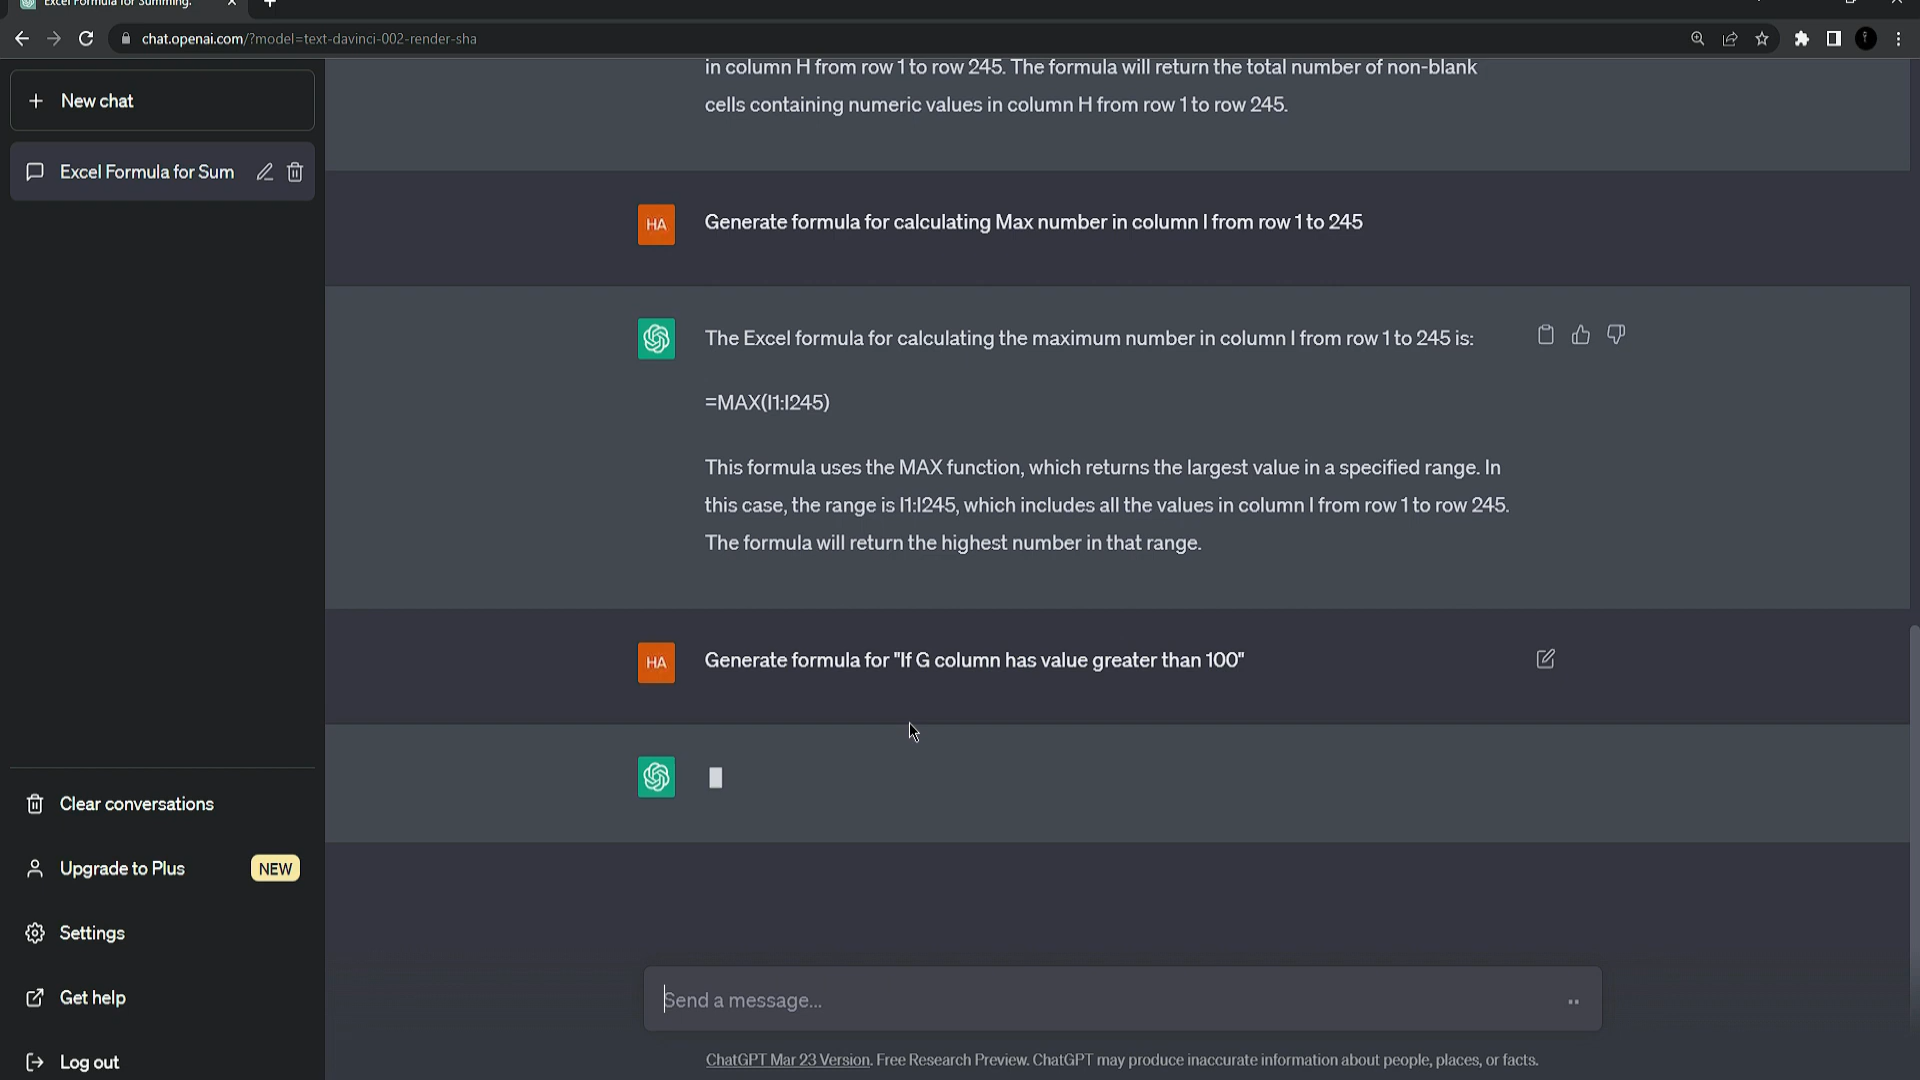 Excel Formula for Summing.
chat.openai.com/?model=text-davinci-002-render-sha
New chat
Excel Formula for Sum
in column H from row 1 to row 245. The formula will return the total number of non-blank
cells containing numeric values in column H from row 1 to row 245.
HA
Generate formula for calculating Max number in column I from row 1 to 245
The Excel formula for calculating the maximum number in column I from row 1 to 245 is:
=MAX(I1:I245)
This formula uses the MAX function, which returns the largest value in a specified range. In
this case, the range is I1:I245, which includes all the values in column I from row 1 to row 245.
The formula will return the highest number in that range.
HA
Generate formula for "If G column has value greater than 100"
Clear conversations
Upgrade to Plus
NEW
Settings
Get help
Log out
Send a message...
ChatGPT Mar 23 Version. Free Research Preview. ChatGPT may produce inaccurate information about people, places, or facts.